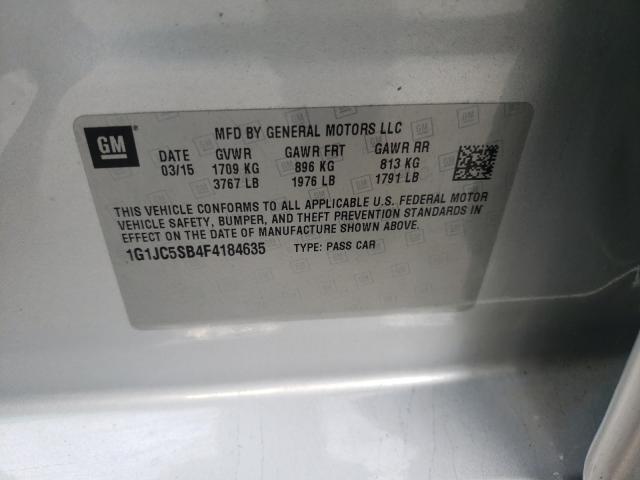 GM
MFD BY GENERAL MOTORS LLC
DATE GVWR GAWR FRT GAWR RR
03/15 1709 KG 896 KG 813 KG
3767 LB 1976 LB 1791 LB
THIS VEHICLE CONFORMS TO ALL APPLICABLE U.S. FEDERAL MOTOR
VEHICLE SAFETY, BUMPER, AND THEFT PREVENTION STANDARDS IN
EFFECT ON THE DATE OF MANUFACTURE SHOWN ABOVE.
1G1JC5SB4F4184635 TYPE: PASS CAR